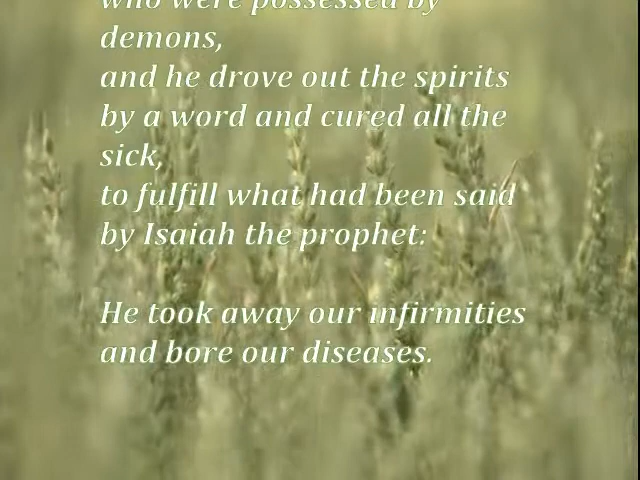 who were possessed by
demons,
and he drove out the spirits
by a word and cured all the
sick,
to fulfill what had been said
by Isaiah the prophet:
He took away our infirmities
and bore our diseases.